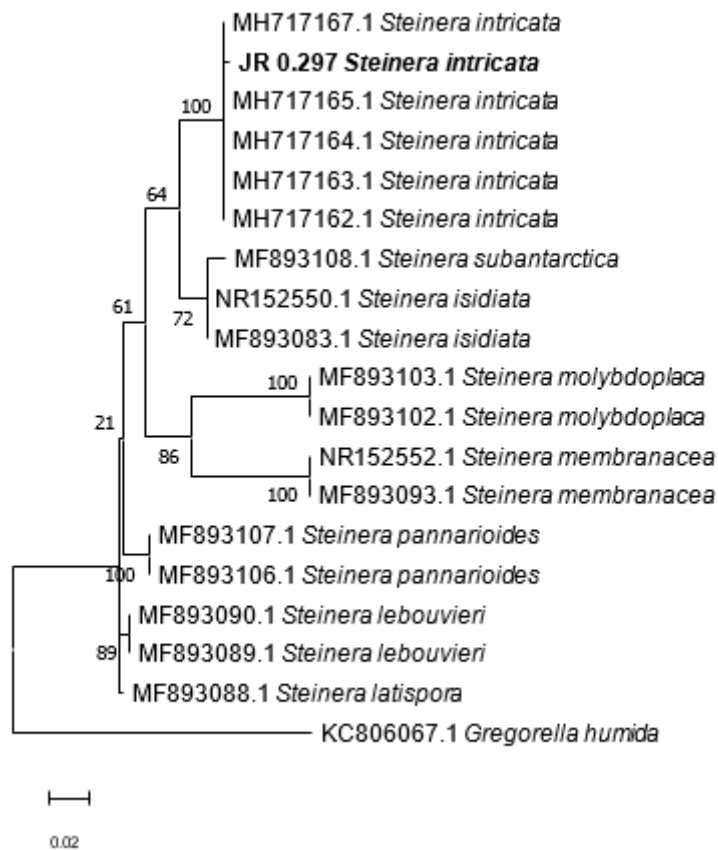 MH717167.1 Steinera intricata
JR 0.297 Steinera intricata
100 MH717165.1 Steinera intricata
MH717164.1 Steinera intricata
MH717163.1 Steinera intricata
64
MH717162.1 Steinera intricata
MF893108.1 Steinera subantarctica
NR152550.1 Steinera isidiata
61
72
MF893083.1 Steinera isidiata
100 MF893103.1 Steinera molybdoplaca
MF893102.1 Steinera molybdoplaca
21
86 NR152552.1 Steinera membranacea
100 MF893093.1 Steinera membranacea
MF893107.1 Steinera pannarioides
100 MF893106.1 Steinera pannarioides
MF893090.1 Steinera lebouvieri
89 MF893089.1 Steinera lebouvieri
MF893088.1 Steinera latispora
KC806067.1 Gregorella humida
0.02